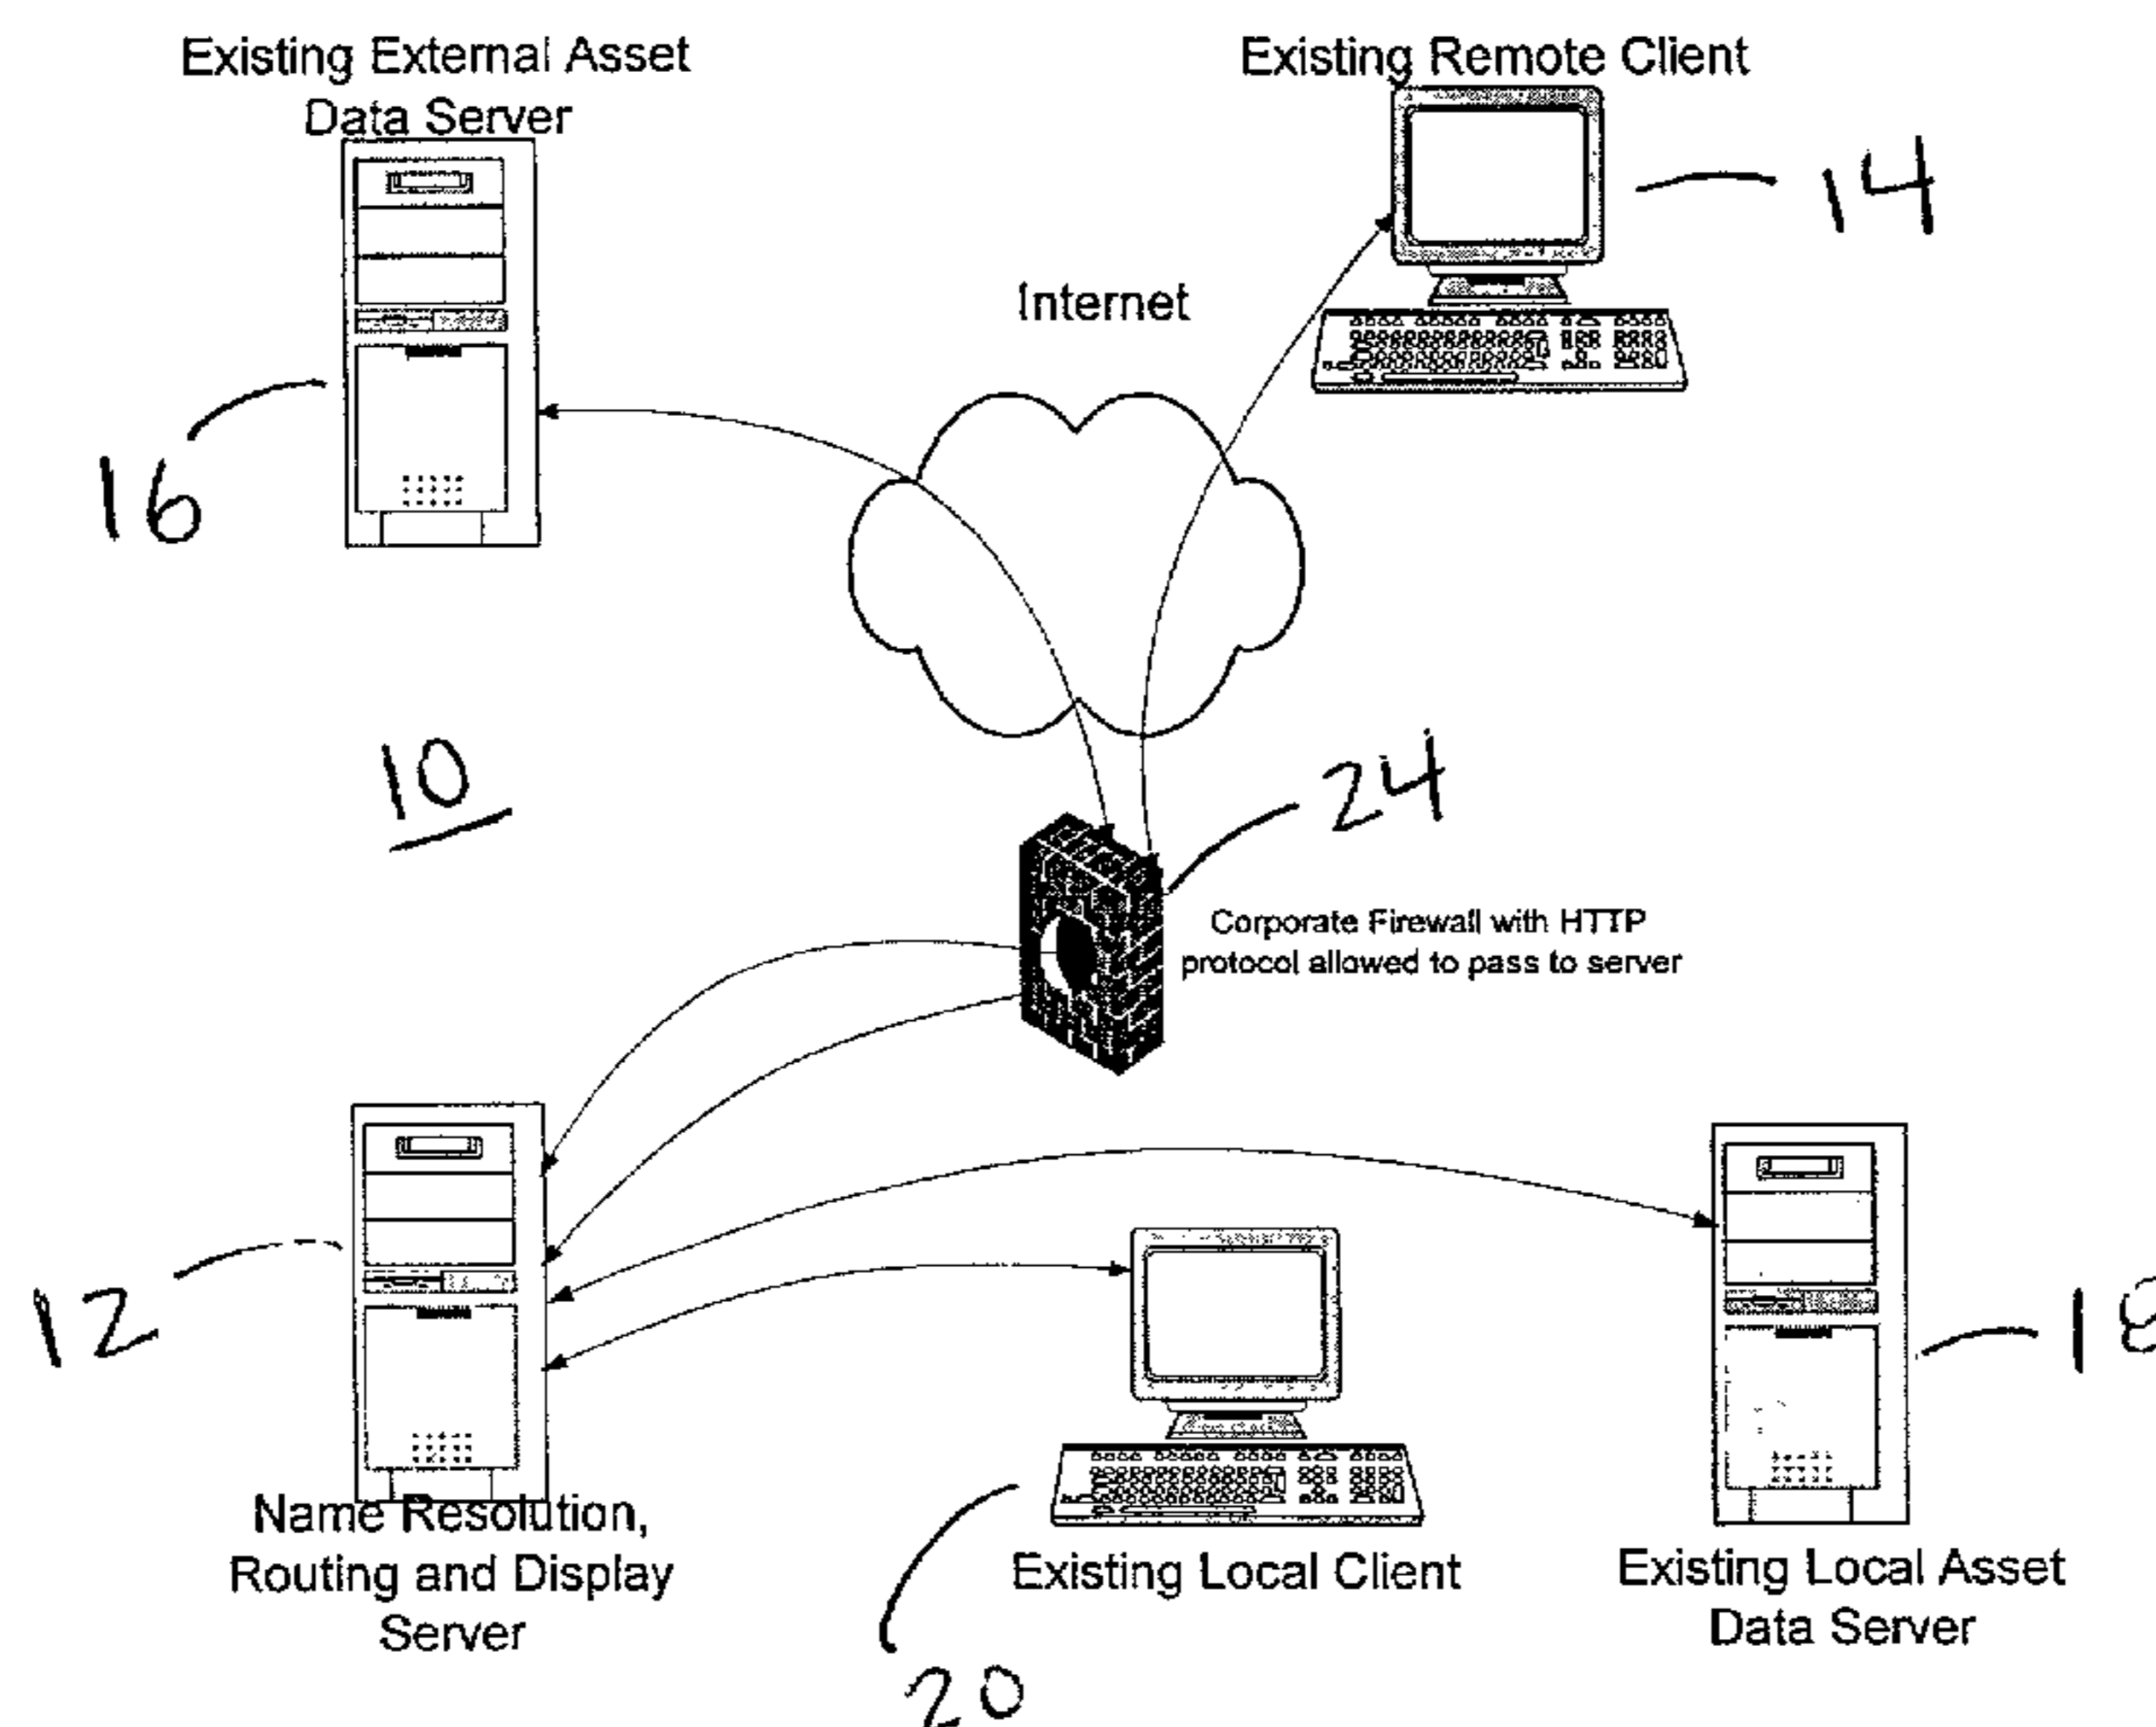 Existing External Asset
Data Server
Existing Remote Client
14
Internet
16
10
24
Corporate Firewall with HTTP
protocol allowed to pass to server
12
18
Name Resolution,
Routing and Display
Server
Existing Local Client
Existing Local Asset
Data Server
20